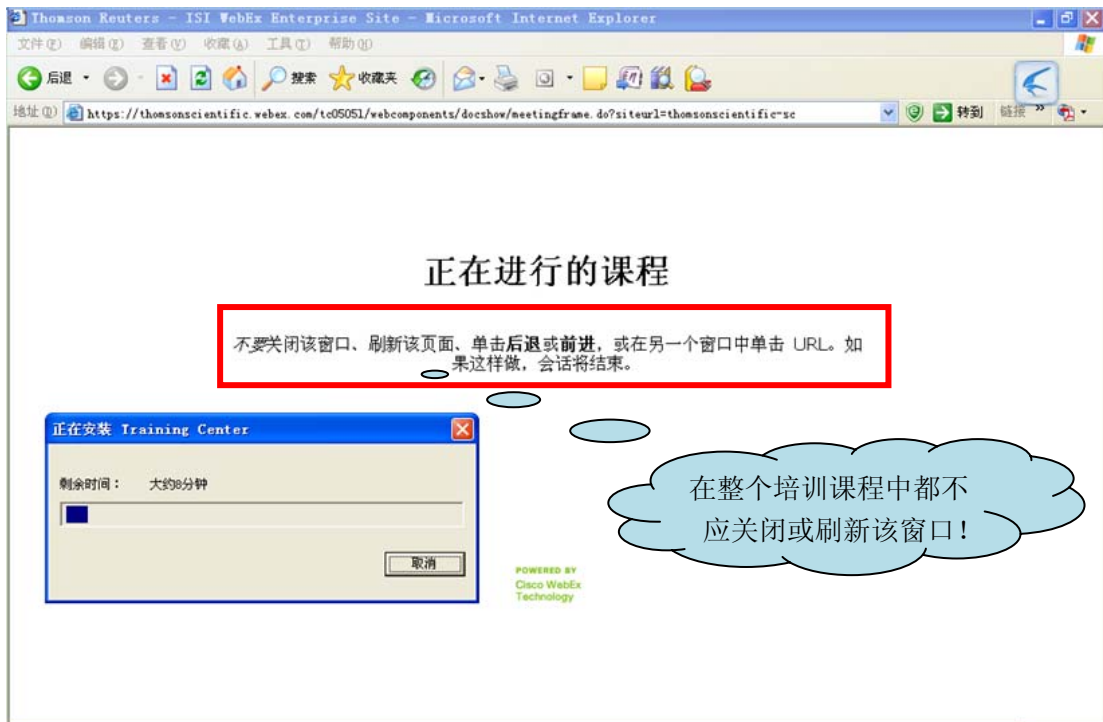 Thomson Reuters - ISI WebEx Enterprise Site - Microsoft Internet Explorer
文件(F) 编辑(E) 查看(V) 收藏(A) 工具(T) 帮助(H)
后退 搜索 收藏夹
地址(D) https://thomsonscientific.webex.com/tc0505l/webcomponents/docshow/meetingframe.do?siteurl=thomsonscientific-sc 转到 链接 »
正在进行的课程
不要关闭该窗口、刷新该页面、单击后退或前进，或在另一个窗口中单击 URL。如
果这样做，会话将结束。
正在安装 Training Center
剩余时间： 大约8分钟
取消
在整个培训课程中都不
应关闭或刷新该窗口！
POWERED BY
Cisco WebEx
Technology